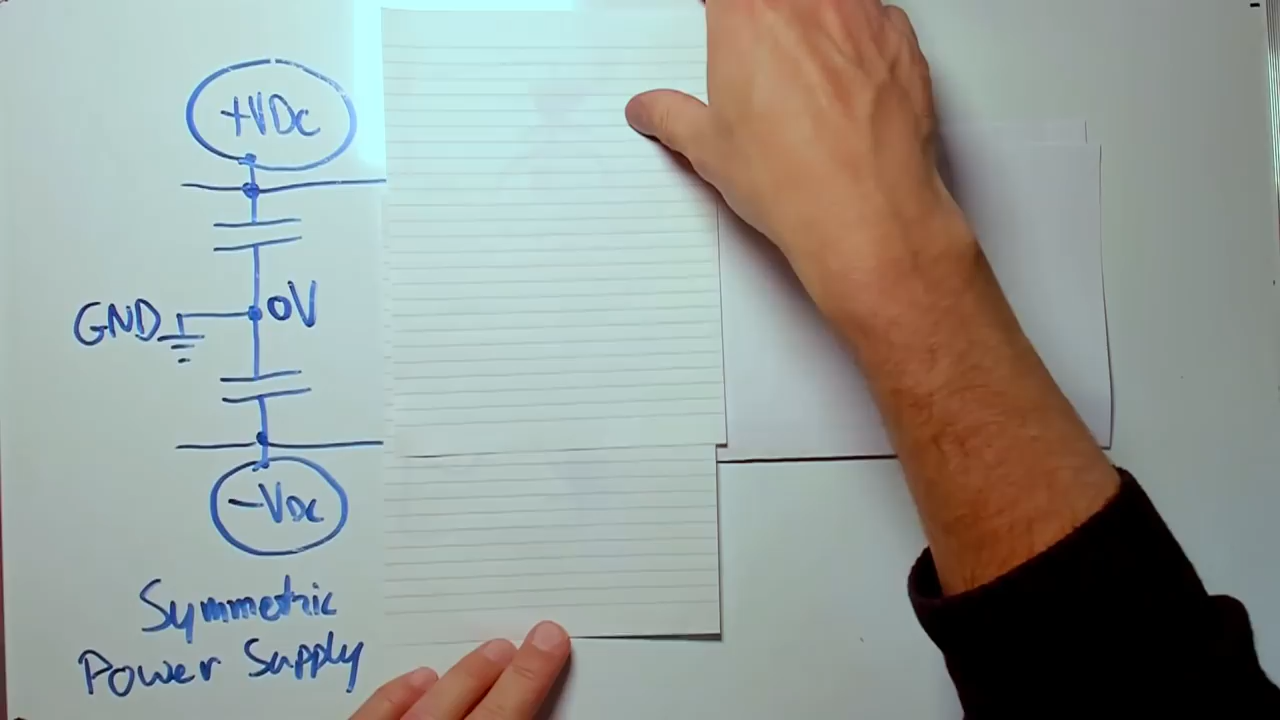 +VDC
GND
0V
-VDC
Symmetric
Power Supply